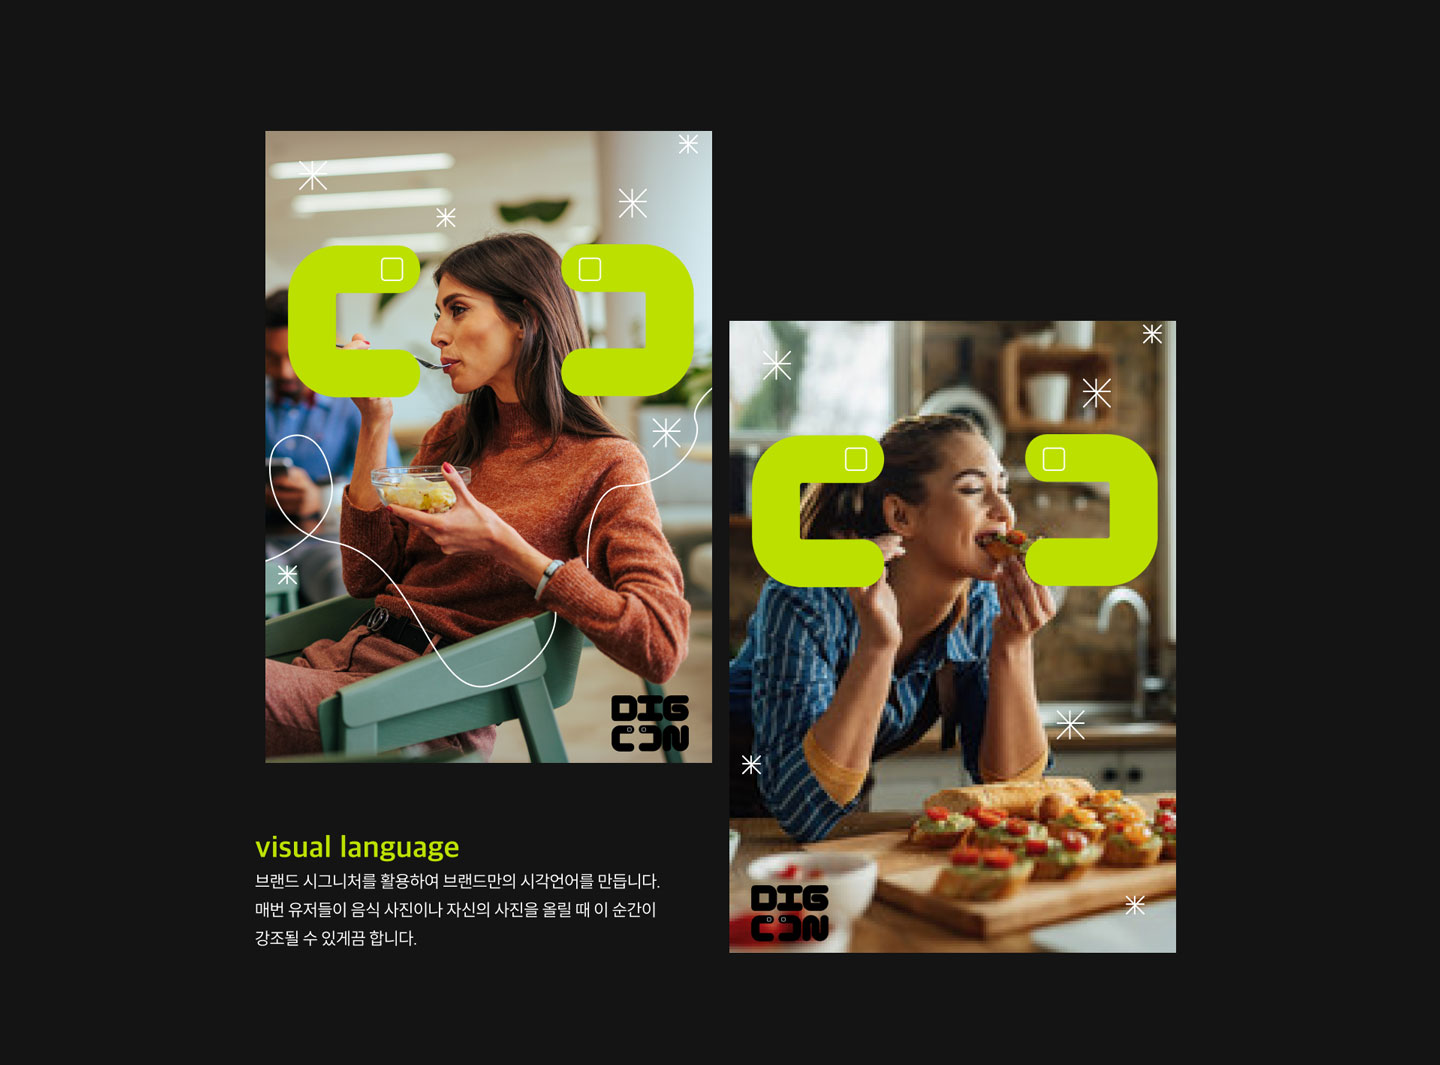 DIG
CON
DIG
CON
visual language
브랜드 시그니처를 활용하여 브랜드만의 시각언어를 만듭니다.
매번 유저들이 음식 사진이나 자신의 사진을 올릴 때 이 순간이
강조될 수 있게끔 합니다.